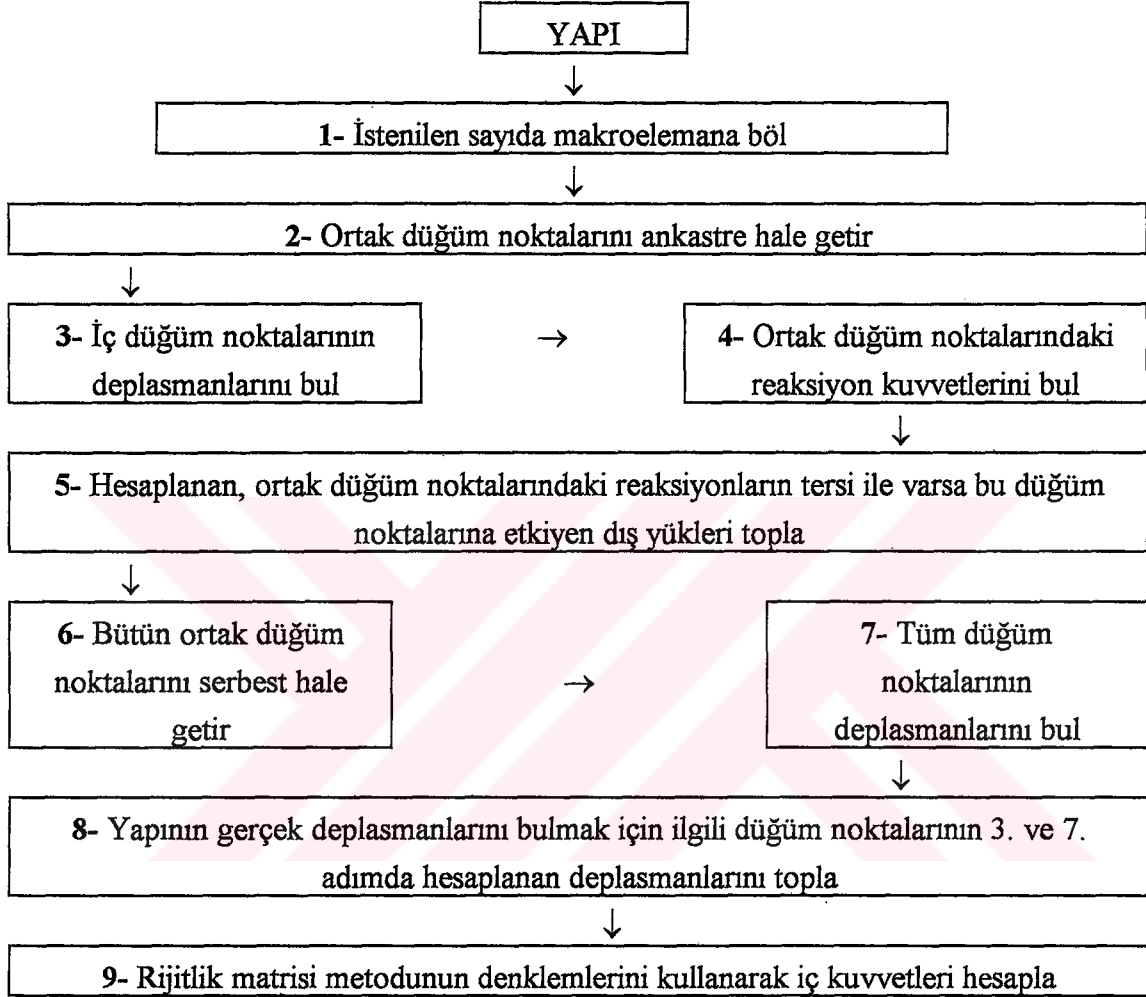 YAPI
↓
1- İstenilen sayıda makroelemana böl
↓
2- Ortak düğüm noktalarını ankastre hale getir
↓
3- İç düğüm noktalarının
deplasmanlarını bul
→
4- Ortak düğüm noktalarındaki
reaksiyon kuvvetlerini bul
↓
5- Hesaplanan, ortak düğüm noktalarındaki reaksiyonların tersi ile varsa bu düğüm
noktalarına etkiyen dış yükleri topla
↓
6- Bütün ortak düğüm
noktalarını serbest hale
getir
→
7- Tüm düğüm
noktalarının
deplasmanlarını bul
↓
8- Yapının gerçek deplasmanlarını bulmak için ilgili düğüm noktalarının 3. ve 7.
adımda hesaplanan deplasmanlarını topla
↓
9- Rijitlik matrisi metodunun denklemlerini kullanarak iç kuvvetleri hesapla